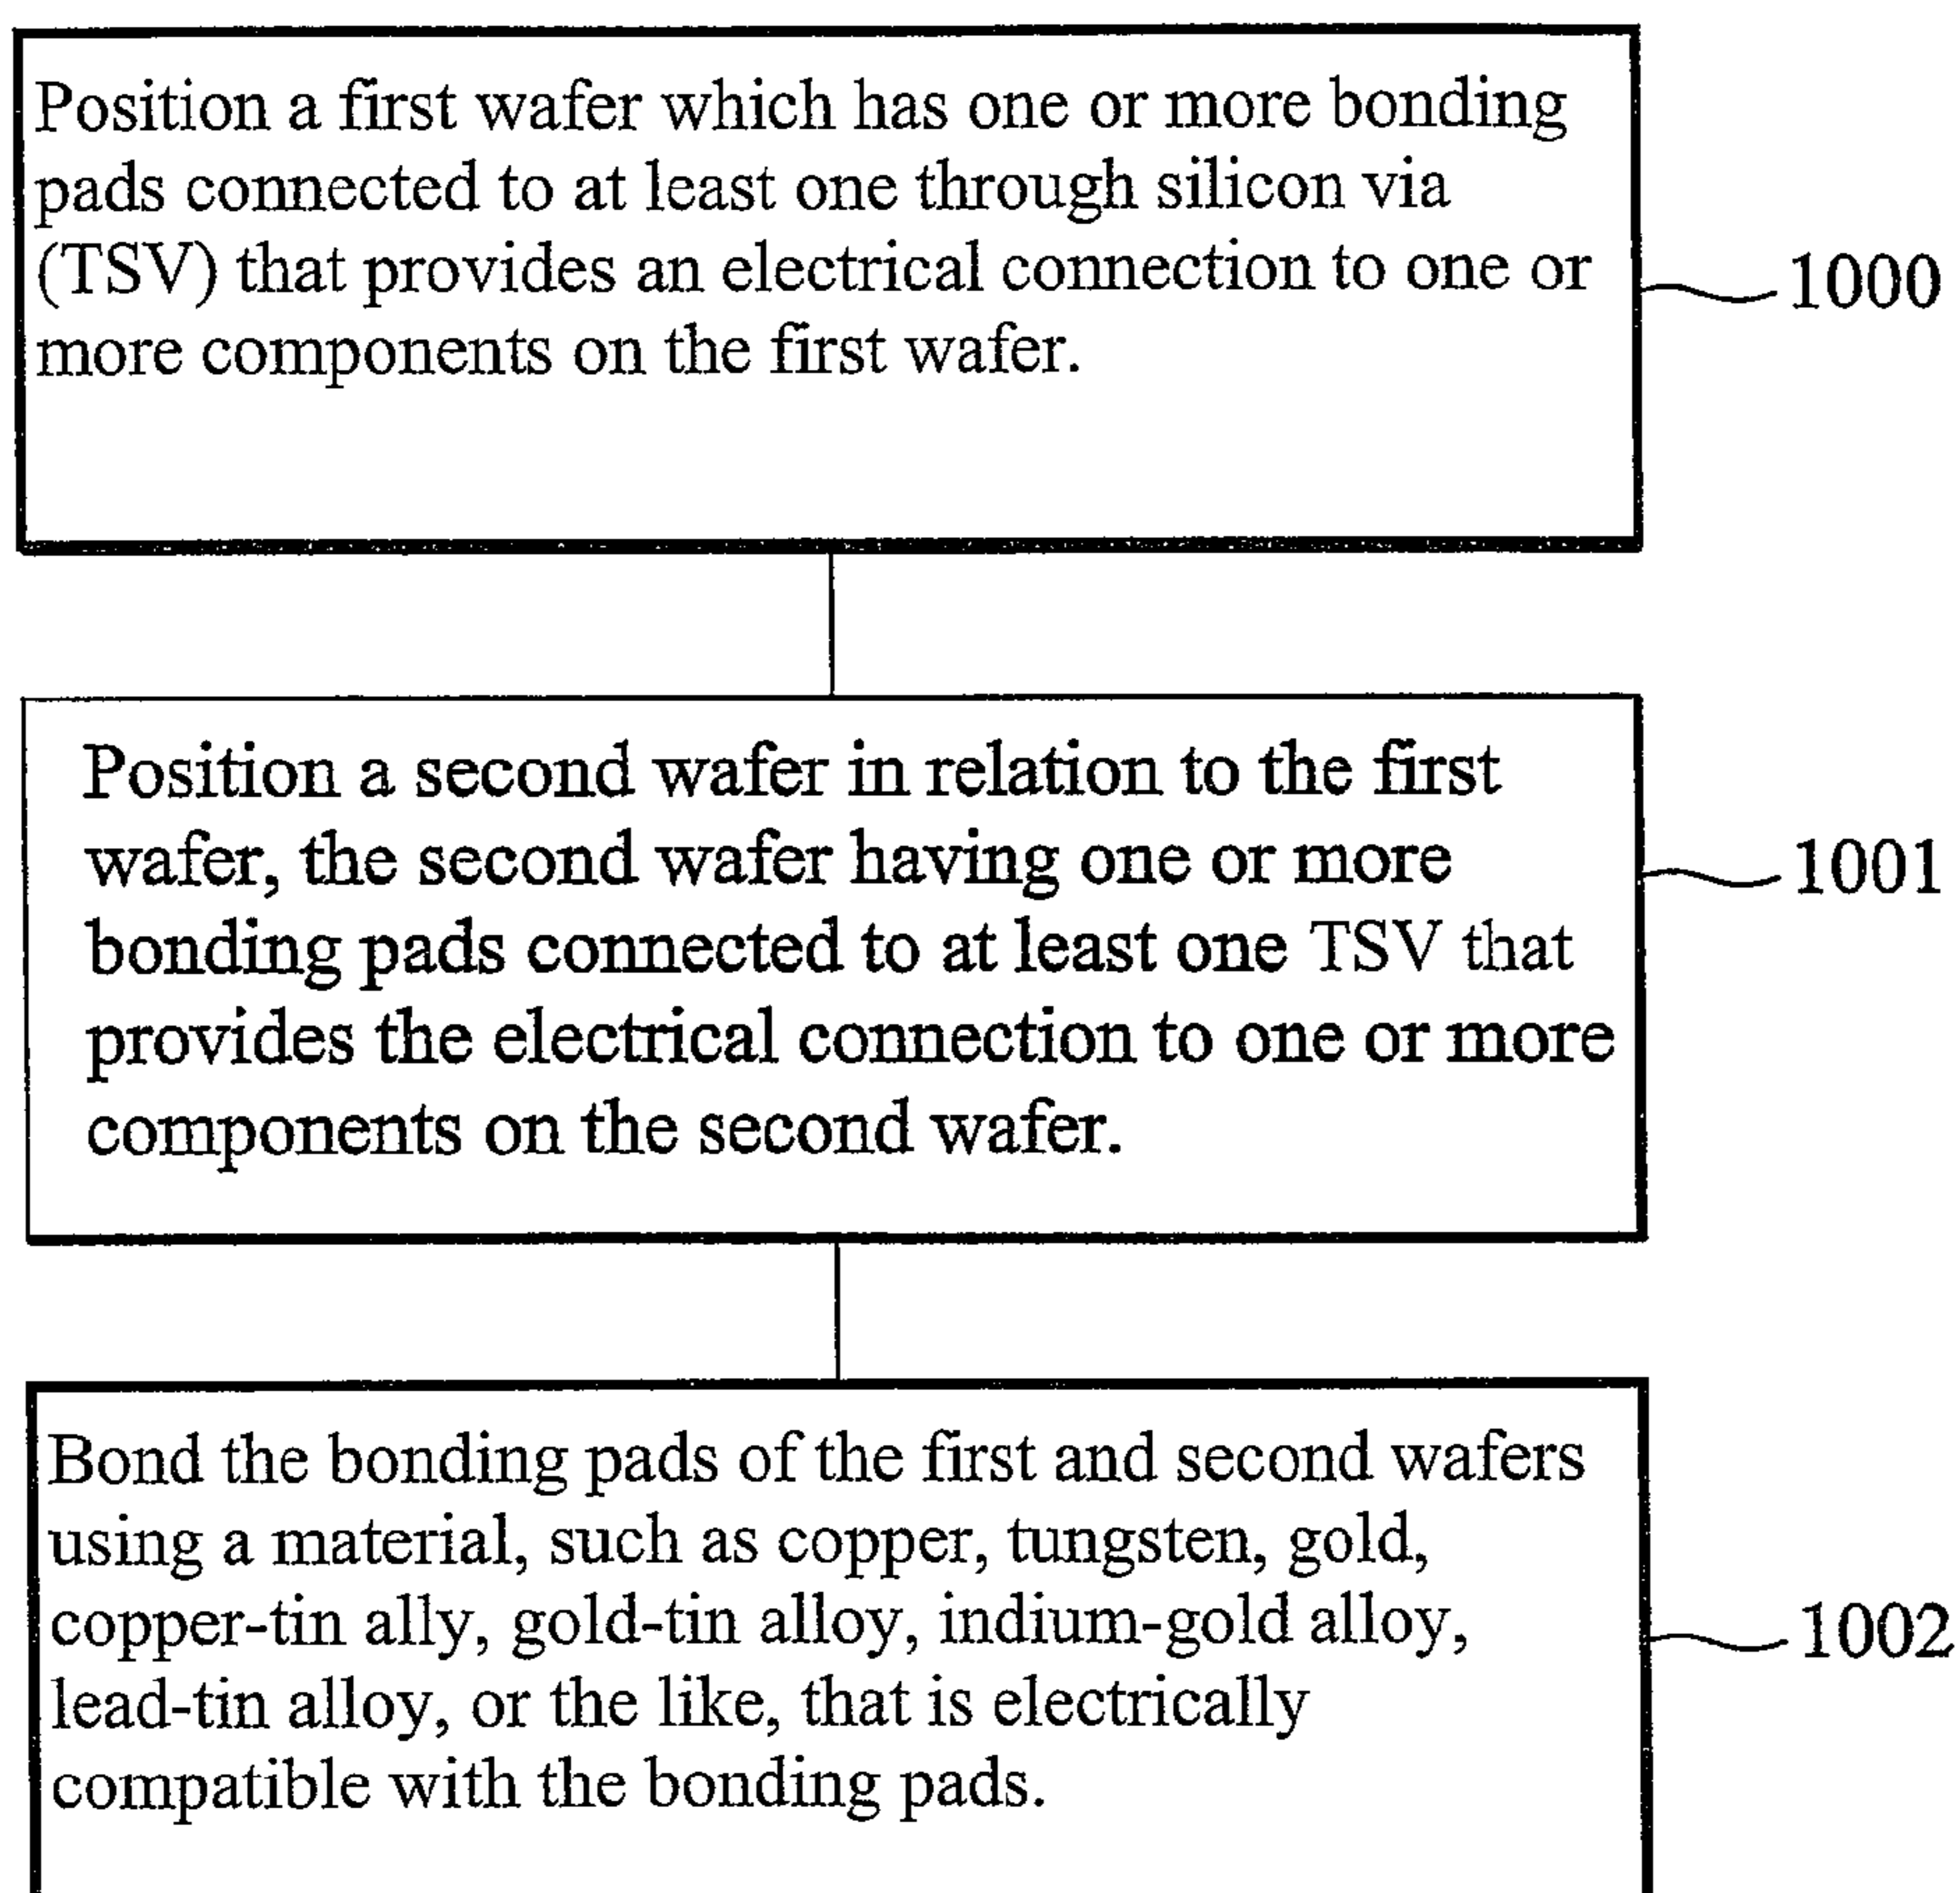 Position a first wafer which has one or more bonding
pads connected to at least one through silicon via
(TSV) that provides an electrical connection to one or
more components on the first wafer.
1000
Position a second wafer in relation to the first
wafer, the second wafer having one or more
bonding pads connected to at least one TSV that
provides the electrical connection to one or more
components on the second wafer.
1001
Bond the bonding pads of the first and second wafers
using a material, such as copper, tungsten, gold,
copper-tin ally, gold-tin alloy, indium-gold alloy,
lead-tin alloy, or the like, that is electrically
compatible with the bonding pads.
1002